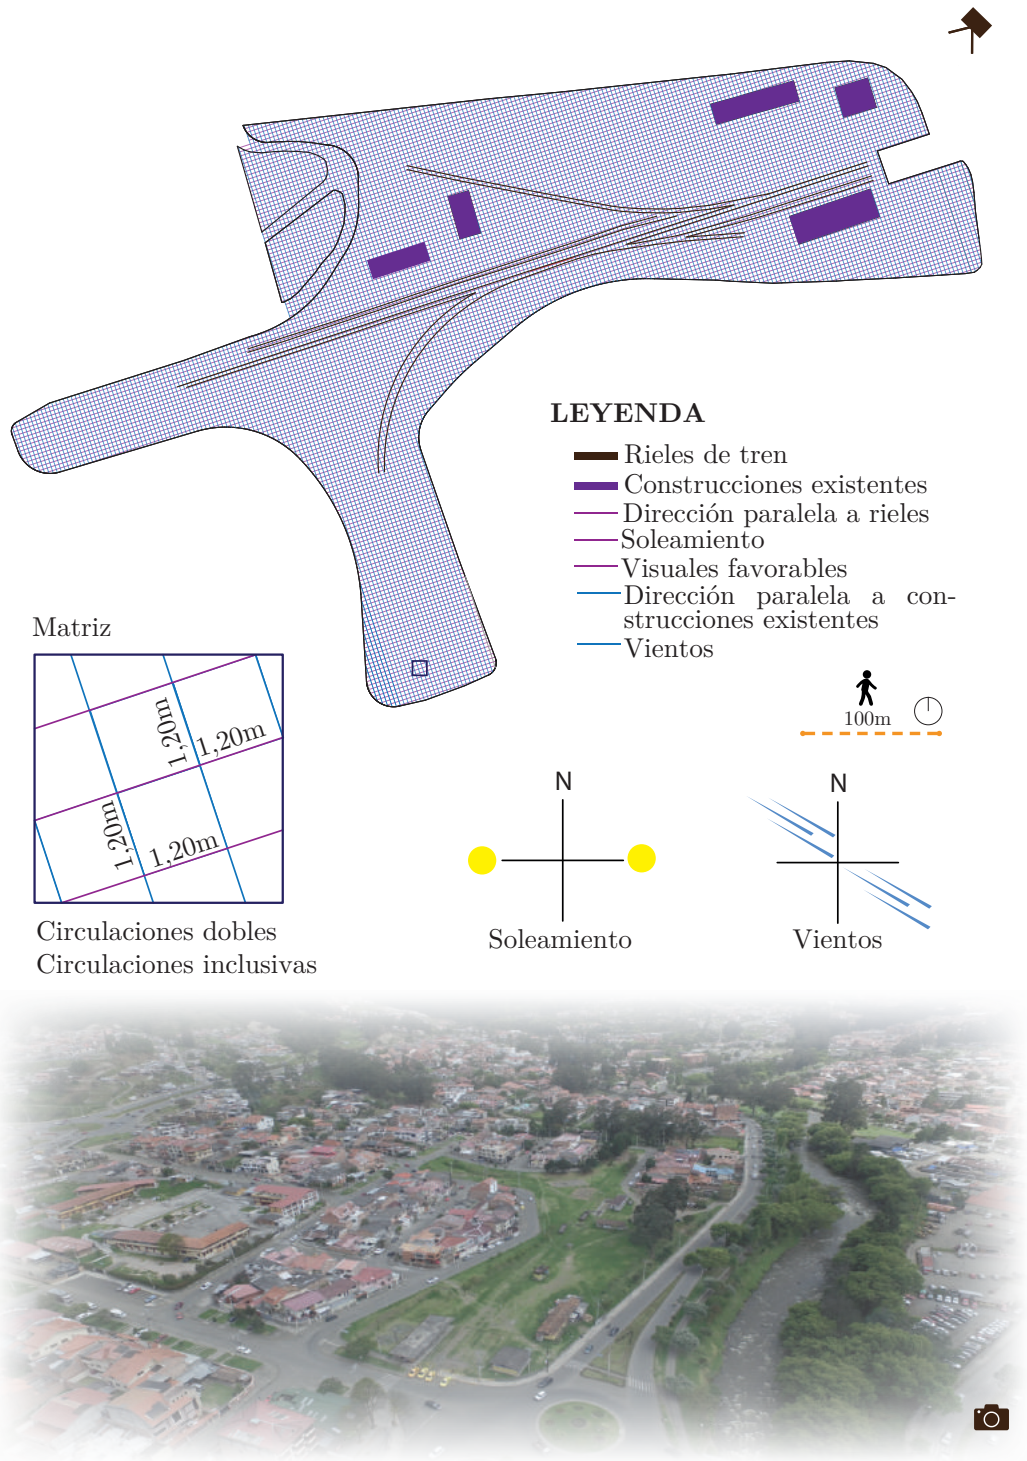 LEYENDA
Rieles de tren
Construcciones existentes
Dirección paralela a rieles
Soleamiento
Visuales favorables
Dirección paralela a con-
strucciones existentes
Vientos
Matriz
1,20m
1,20m
1,20m
1,20m
Circulaciones dobles
Circulaciones inclusivas
100m
N
Soleamiento
N
Vientos